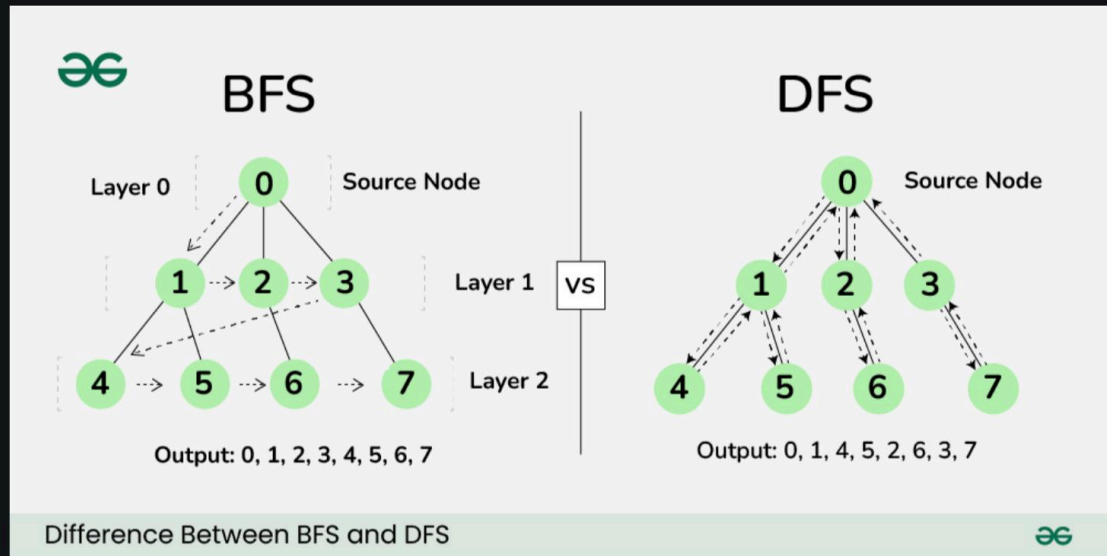 BFS
Layer 0
0
Source Node
1
2
3
Layer 1
4
5
6
7
Layer 2
Output: 0, 1, 2, 3, 4, 5, 6, 7
VS
DFS
0
Source Node
1
2
3
4
5
6
7
Output: 0, 1, 4, 5, 2, 6, 3, 7
Difference Between BFS and DFS